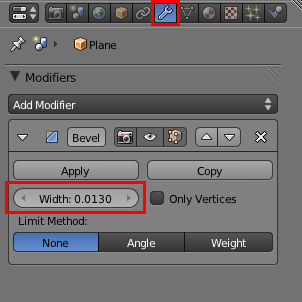 Plane
Modifiers
Add Modifier
Bevel
Apply Copy
Width: 0.0130 Only Vertices
Limit Method:
None Angle Weight